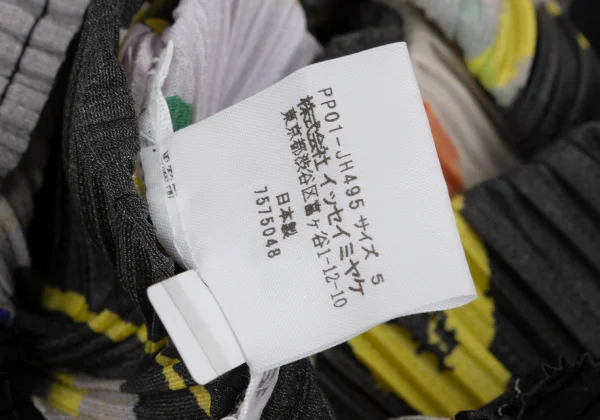 PP01-JH495 サイズ 5
株式会社 イッセイミヤケ
東京都渋谷区富ヶ谷1-12-10
日本製
7575048